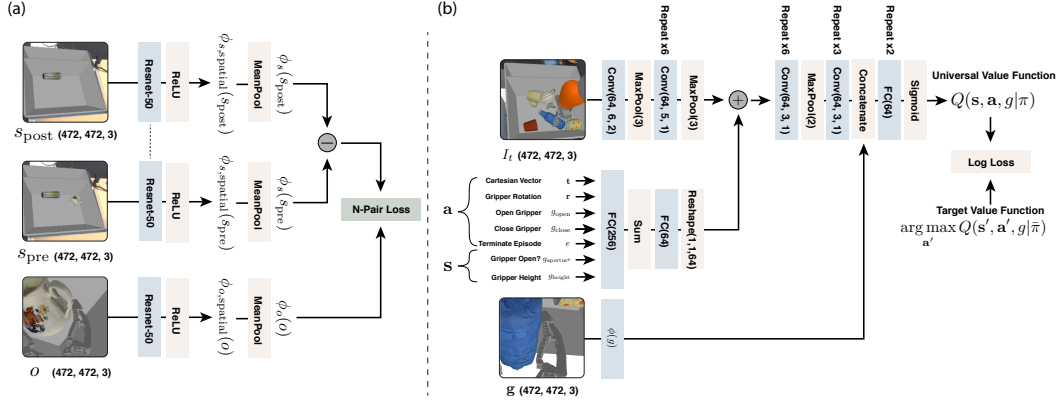 (a)
Resnet-50
ReLU
ϕ_{s,spatial}(s_post)
MeanPool
ϕ_s(s_post)
s_post (472, 472, 3)
−
Resnet-50
ReLU
ϕ_{s,spatial}(s_pre)
MeanPool
ϕ_s(s_pre)
s_pre (472, 472, 3)
N-Pair Loss
Resnet-50
ReLU
ϕ_{o,spatial}(o)
MeanPool
ϕ_o(o)
o (472, 472, 3)
(b)
Repeat x6
Repeat x6
Repeat x3
Repeat x2
Conv(64, 6, 2)
MaxPool(3)
Conv(64, 5, 1)
MaxPool(3)
+
Conv(64, 3, 1)
MaxPool(2)
Conv(64, 3, 1)
Concatenate
FC(64)
Sigmoid
I_t (472, 472, 3)
Universal Value Function
Q(s, a, g|π)
Log Loss
Target Value Function
arg max_{a′} Q(s′, a′, g|π̄)
a
Cartesian Vector t
Gripper Rotation r
Open Gripper g_open
Close Gripper g_close
Terminate Episode e
s
Gripper Open? g_aperture
Gripper Height g_height
FC(256)
Sum
FC(64)
Reshape(1,1,64)
ϕ(g)
g (472, 472, 3)